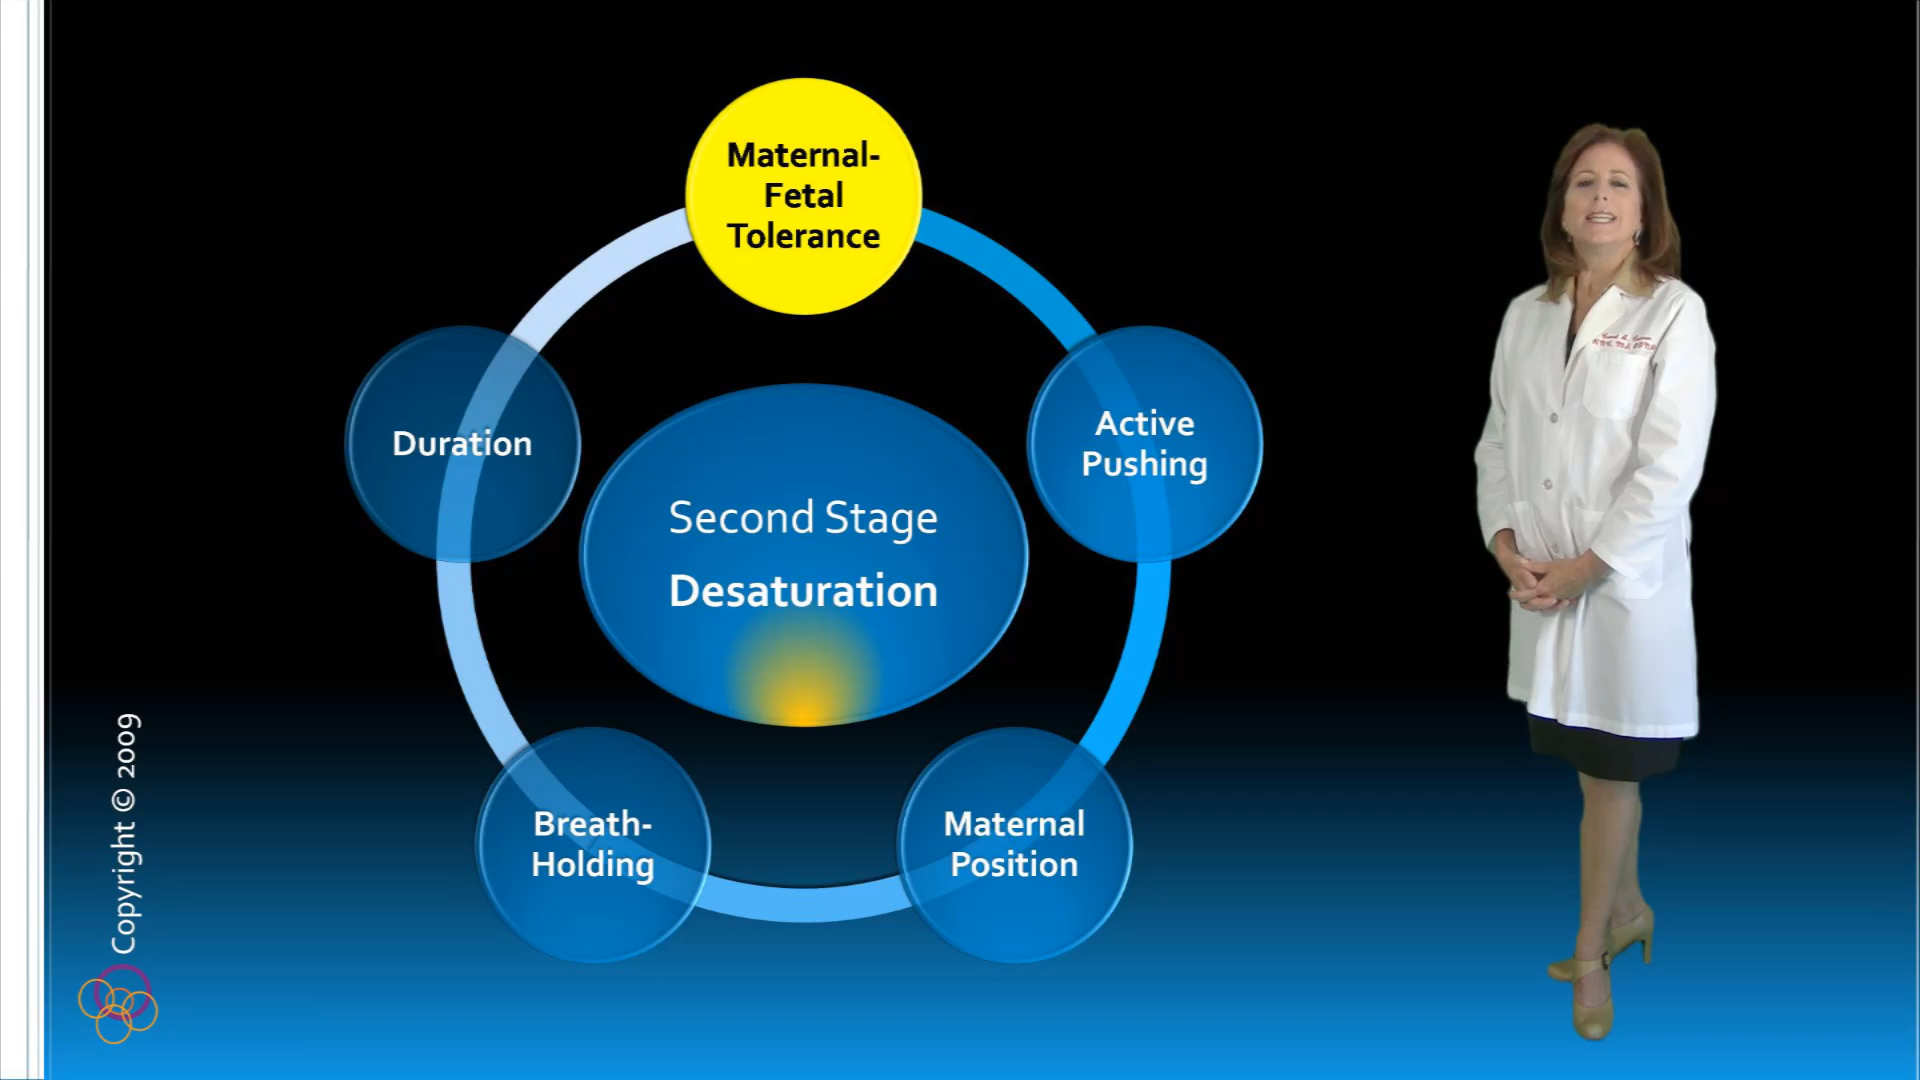 Maternal-
Fetal
Tolerance
Active
Pushing
Maternal
Position
Breath-
Holding
Duration
Second Stage
Desaturation
Copyright © 2009